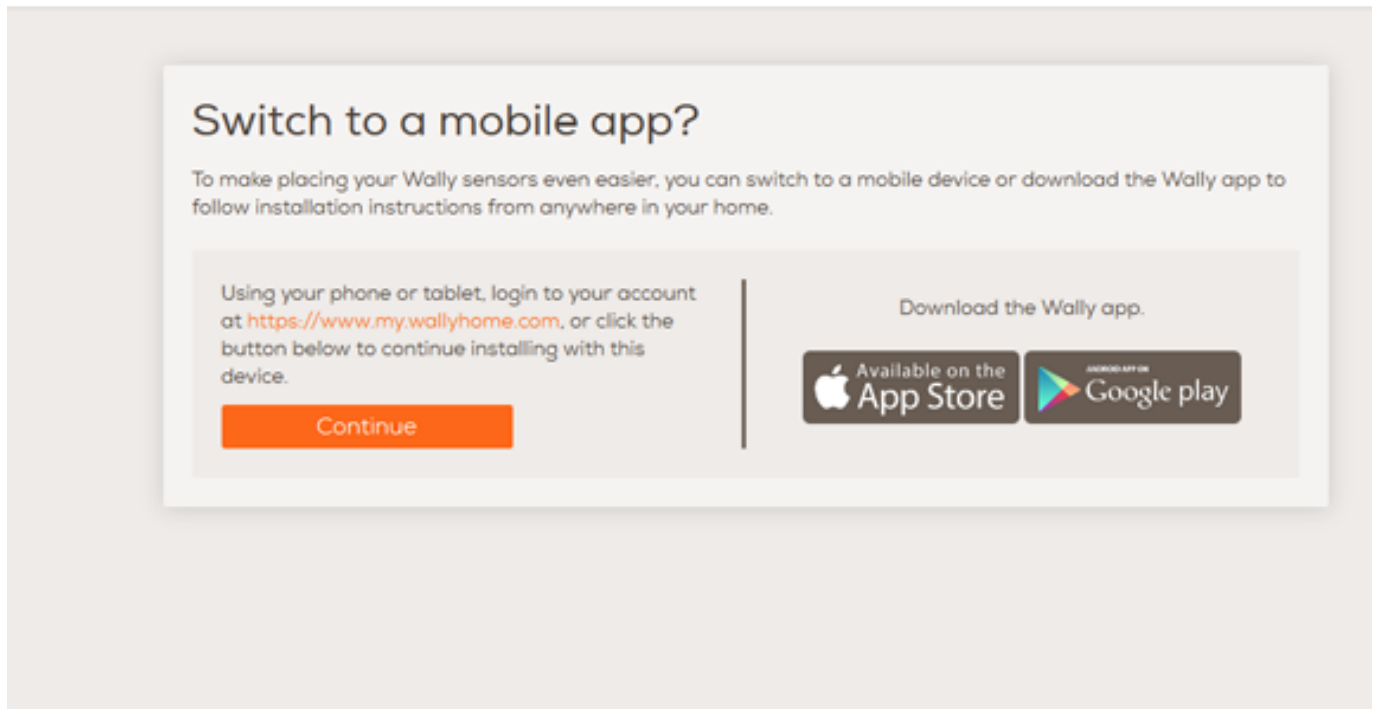 Switch to a mobile app?
To make placing your Wally sensors even easier, you can switch to a mobile device or download the Wally app to
follow installation instructions from anywhere in your home.
Using your phone or tablet, login to your account
at https://www.my.wallyhome.com, or click the
button below to continue installing with this
device.
Continue
Download the Wally app.
Available on the
App Store
ANDROID APP ON
Google play